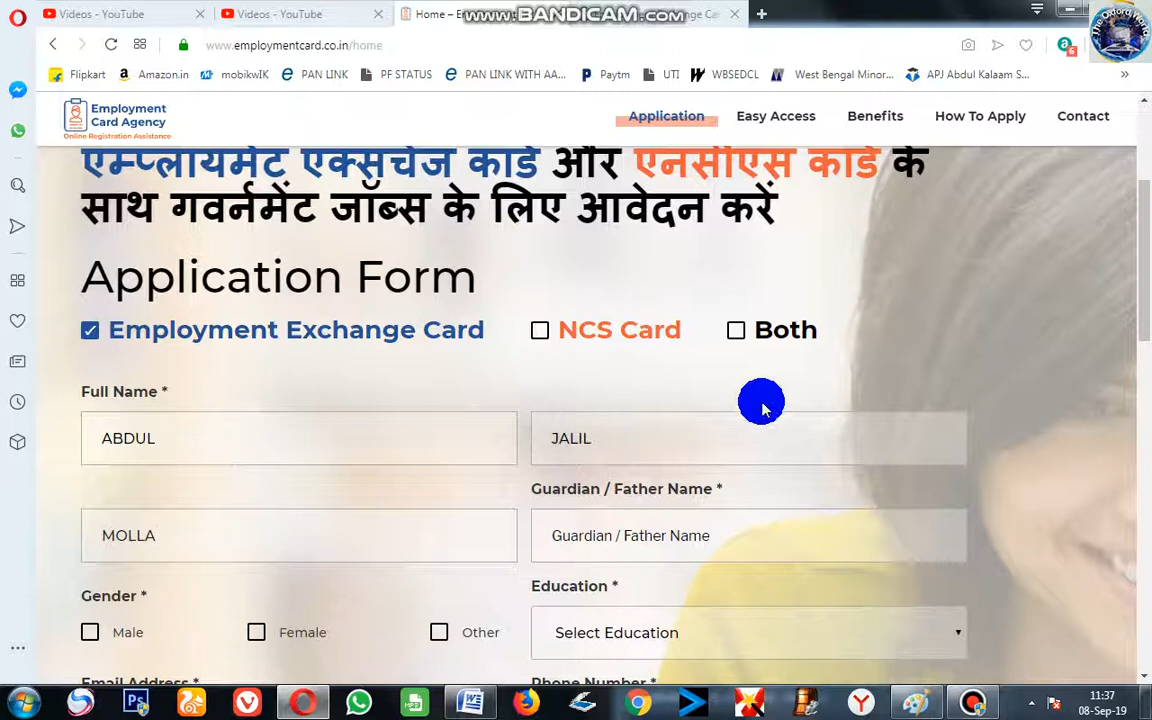 Videos - YouTube
Videos - YouTube
Home – E
WWW.BANDICAM.COM
www.employmentcard.co.in/home
Flipkart
Amazon.in
mobikwIK
PAN LINK
PF STATUS
PAN LINK WITH AA...
Paytm
UTI
WBSEDCL
West Bengal Minor...
APJ Abdul Kalaam S...
Employment
Card Agency
Online Registration Assistance
Application
Easy Access
Benefits
How To Apply
Contact
एम्प्लॉयमेंट एक्सचेंज कार्ड और एनसीएस कार्ड के
साथ गवर्नमेंट जॉब्स के लिए आवेदन करें
Application Form
Employment Exchange Card
NCS Card
Both
Full Name *
ABDUL
JALIL
Guardian / Father Name *
MOLLA
Guardian / Father Name
Gender *
Education *
Male
Female
Other
Select Education
Email Address *
Phone Number *
11:37
08-Sep-19